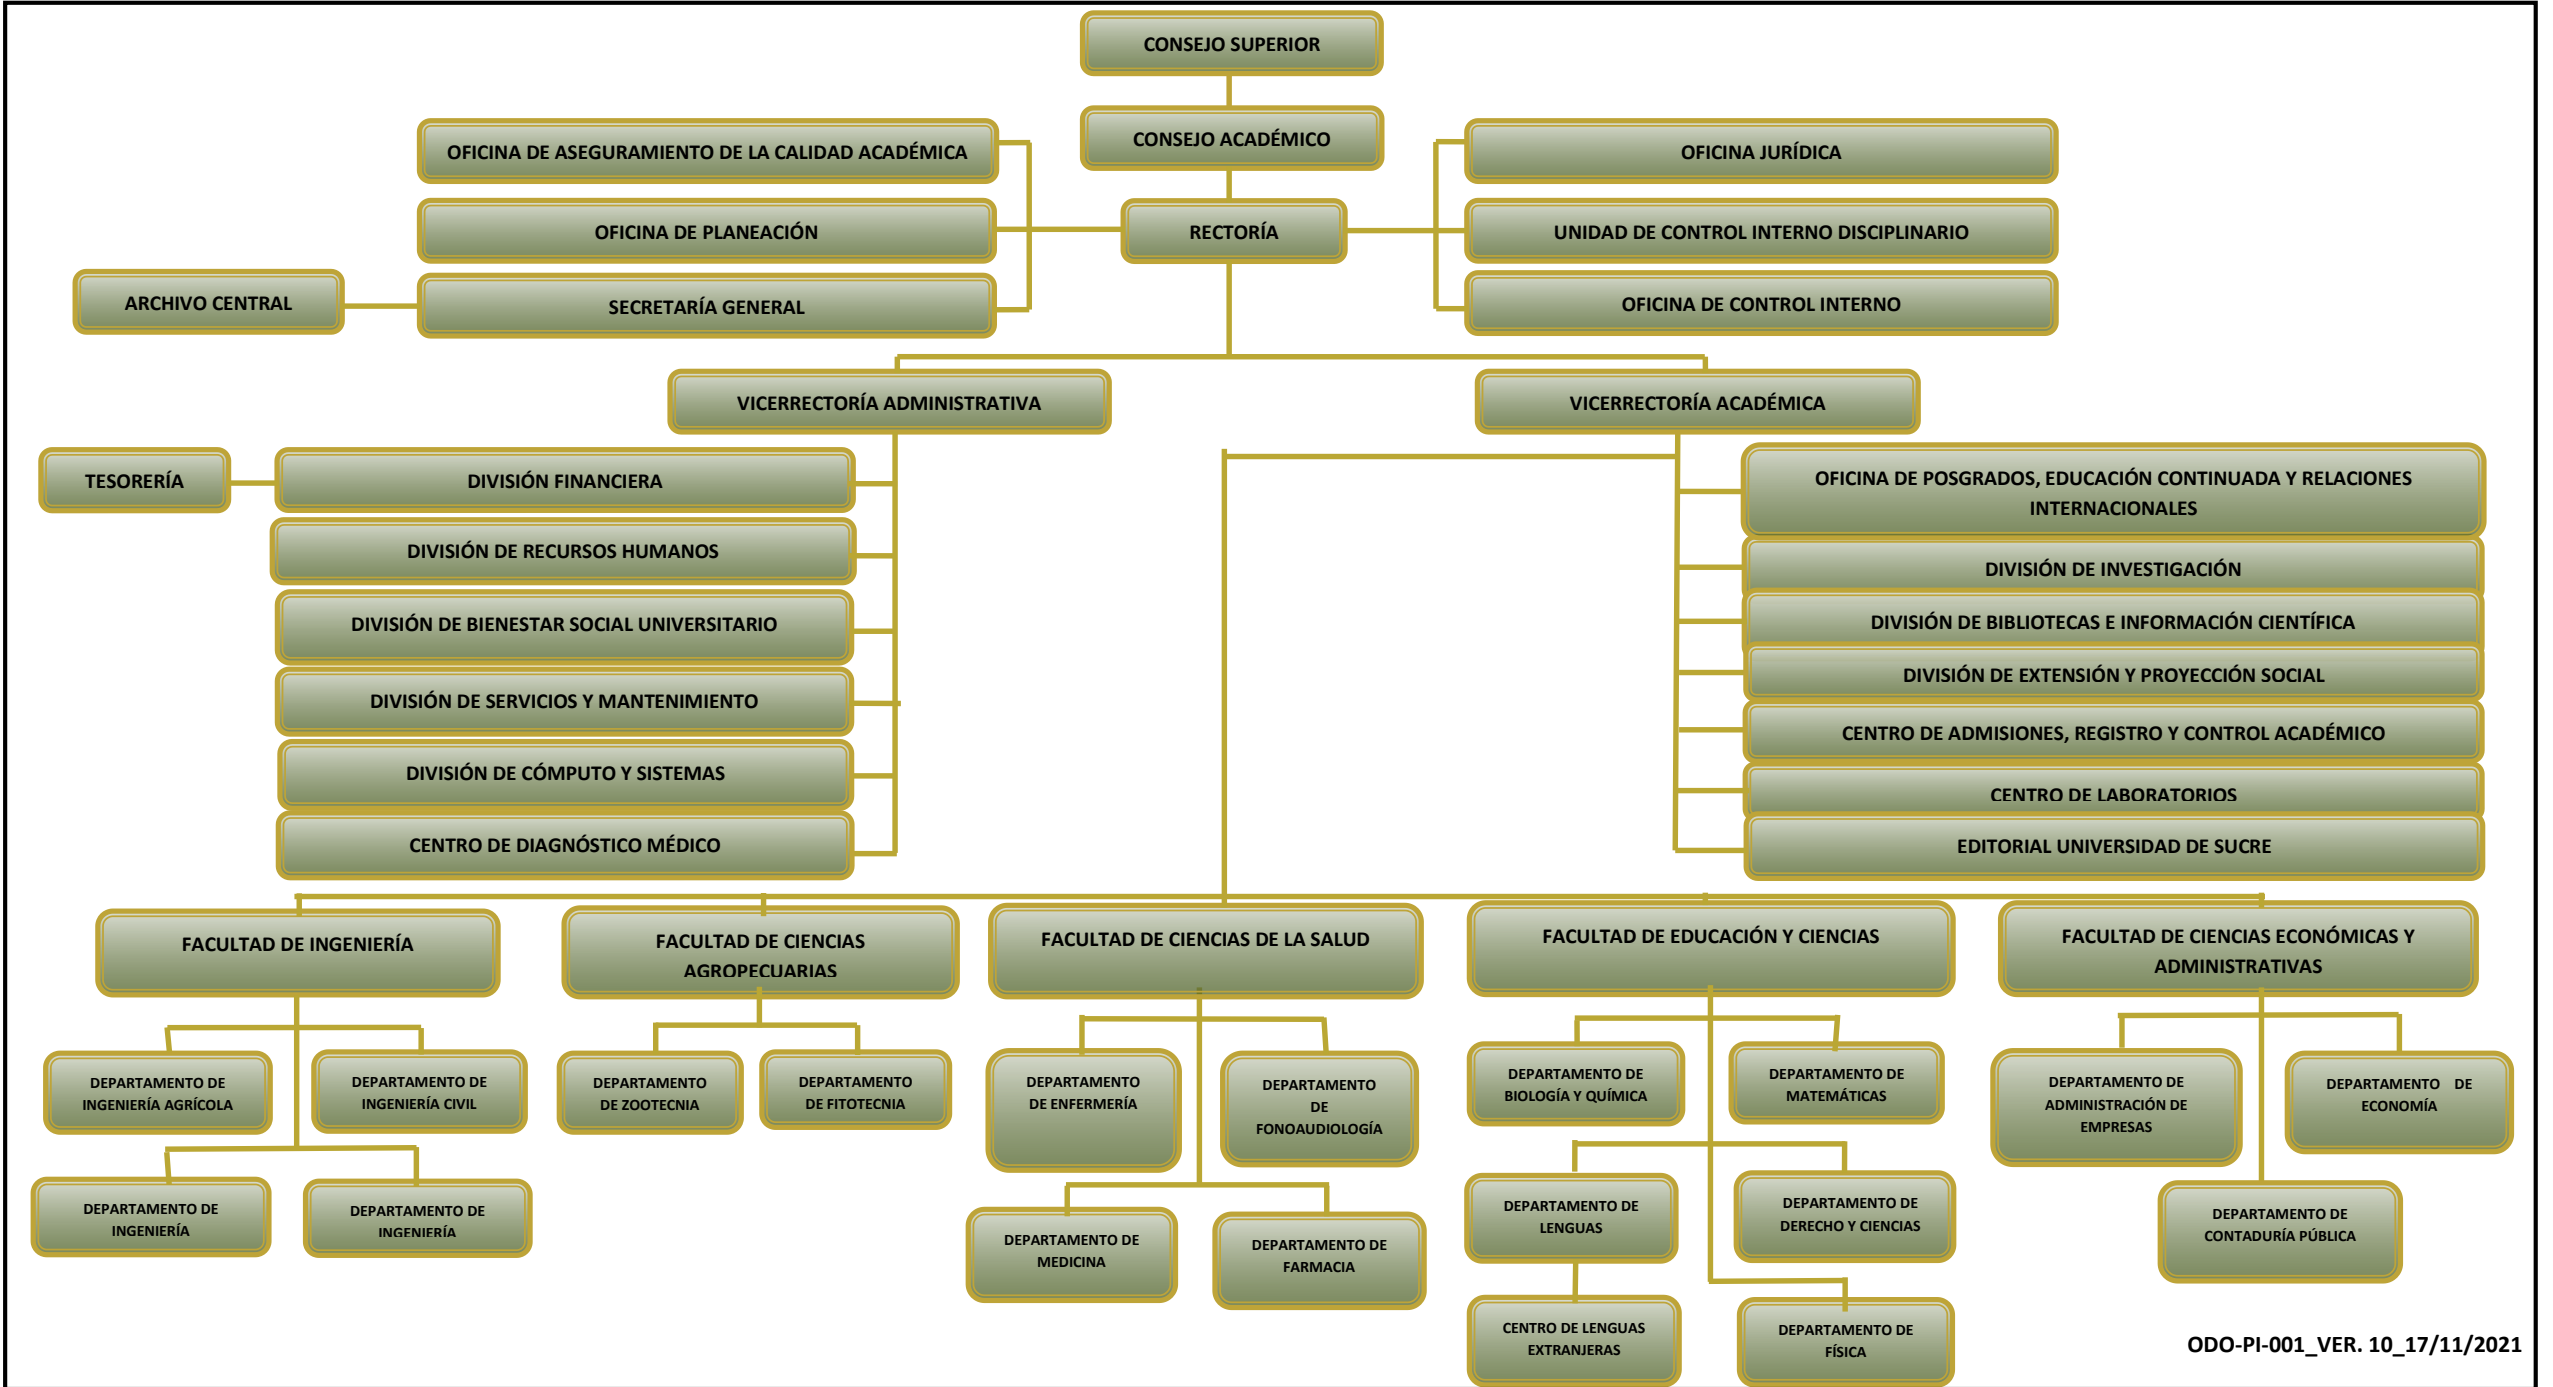 CONSEJO SUPERIOR
CONSEJO ACADÉMICO
OFICINA DE ASEGURAMIENTO DE LA CALIDAD ACADÉMICA
OFICINA JURÍDICA
OFICINA DE PLANEACIÓN
RECTORÍA
UNIDAD DE CONTROL INTERNO DISCIPLINARIO
ARCHIVO CENTRAL
SECRETARÍA GENERAL
OFICINA DE CONTROL INTERNO
VICERRECTORÍA ADMINISTRATIVA
VICERRECTORÍA ACADÉMICA
TESORERÍA
DIVISIÓN FINANCIERA
DIVISIÓN DE RECURSOS HUMANOS
DIVISIÓN DE BIENESTAR SOCIAL UNIVERSITARIO
DIVISIÓN DE SERVICIOS Y MANTENIMIENTO
DIVISIÓN DE CÓMPUTO Y SISTEMAS
CENTRO DE DIAGNÓSTICO MÉDICO
OFICINA DE POSGRADOS, EDUCACIÓN CONTINUADA Y RELACIONES
INTERNACIONALES
DIVISIÓN DE INVESTIGACIÓN
DIVISIÓN DE BIBLIOTECAS E INFORMACIÓN CIENTÍFICA
DIVISIÓN DE EXTENSIÓN Y PROYECCIÓN SOCIAL
CENTRO DE ADMISIONES, REGISTRO Y CONTROL ACADÉMICO
CENTRO DE LABORATORIOS
EDITORIAL UNIVERSIDAD DE SUCRE
FACULTAD DE INGENIERÍA
FACULTAD DE CIENCIAS
AGROPECUARIAS
FACULTAD DE CIENCIAS DE LA SALUD
FACULTAD DE EDUCACIÓN Y CIENCIAS
FACULTAD DE CIENCIAS ECONÓMICAS Y
ADMINISTRATIVAS
DEPARTAMENTO DE
INGENIERÍA AGRÍCOLA
DEPARTAMENTO DE
INGENIERÍA CIVIL
DEPARTAMENTO DE
INGENIERÍA
DEPARTAMENTO DE
INGENIERÍA
DEPARTAMENTO
DE ZOOTECNIA
DEPARTAMENTO
DE FITOTECNIA
DEPARTAMENTO
DE ENFERMERÍA
DEPARTAMENTO
DE
FONOAUDIOLOGÍA
DEPARTAMENTO DE
MEDICINA
DEPARTAMENTO DE
FARMACIA
DEPARTAMENTO DE
BIOLOGÍA Y QUÍMICA
DEPARTAMENTO DE
MATEMÁTICAS
DEPARTAMENTO DE
LENGUAS
DEPARTAMENTO DE
DERECHO Y CIENCIAS
CENTRO DE LENGUAS
EXTRANJERAS
DEPARTAMENTO DE
FÍSICA
DEPARTAMENTO DE
ADMINISTRACIÓN DE
EMPRESAS
DEPARTAMENTO DE
ECONOMÍA
DEPARTAMENTO DE
CONTADURÍA PÚBLICA
ODO-PI-001_VER. 10_17/11/2021